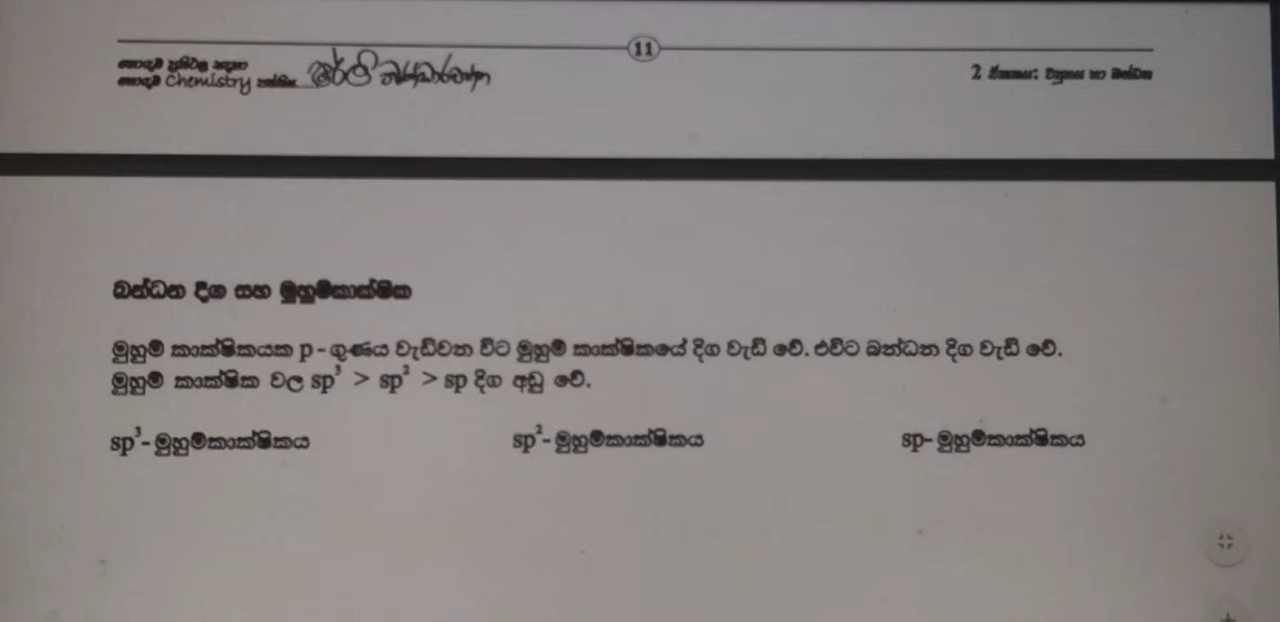 11
Chemistry
බන්ධන දිග සහ මුහුම්කාක්ෂික
මුහුම් කාක්ෂිකයක p - ගුණය වැඩිවන විට මුහුම් කාක්ෂිකයේ දිග වැඩි වේ. එවිට බන්ධන දිග වැඩි වේ.
මුහුම් කාක්ෂික වල sp³ > sp² > sp දිග අඩු වේ.
sp³- මුහුම්කාක්ෂිකය sp²- මුහුම්කාක්ෂිකය sp- මුහුම්කාක්ෂිකය